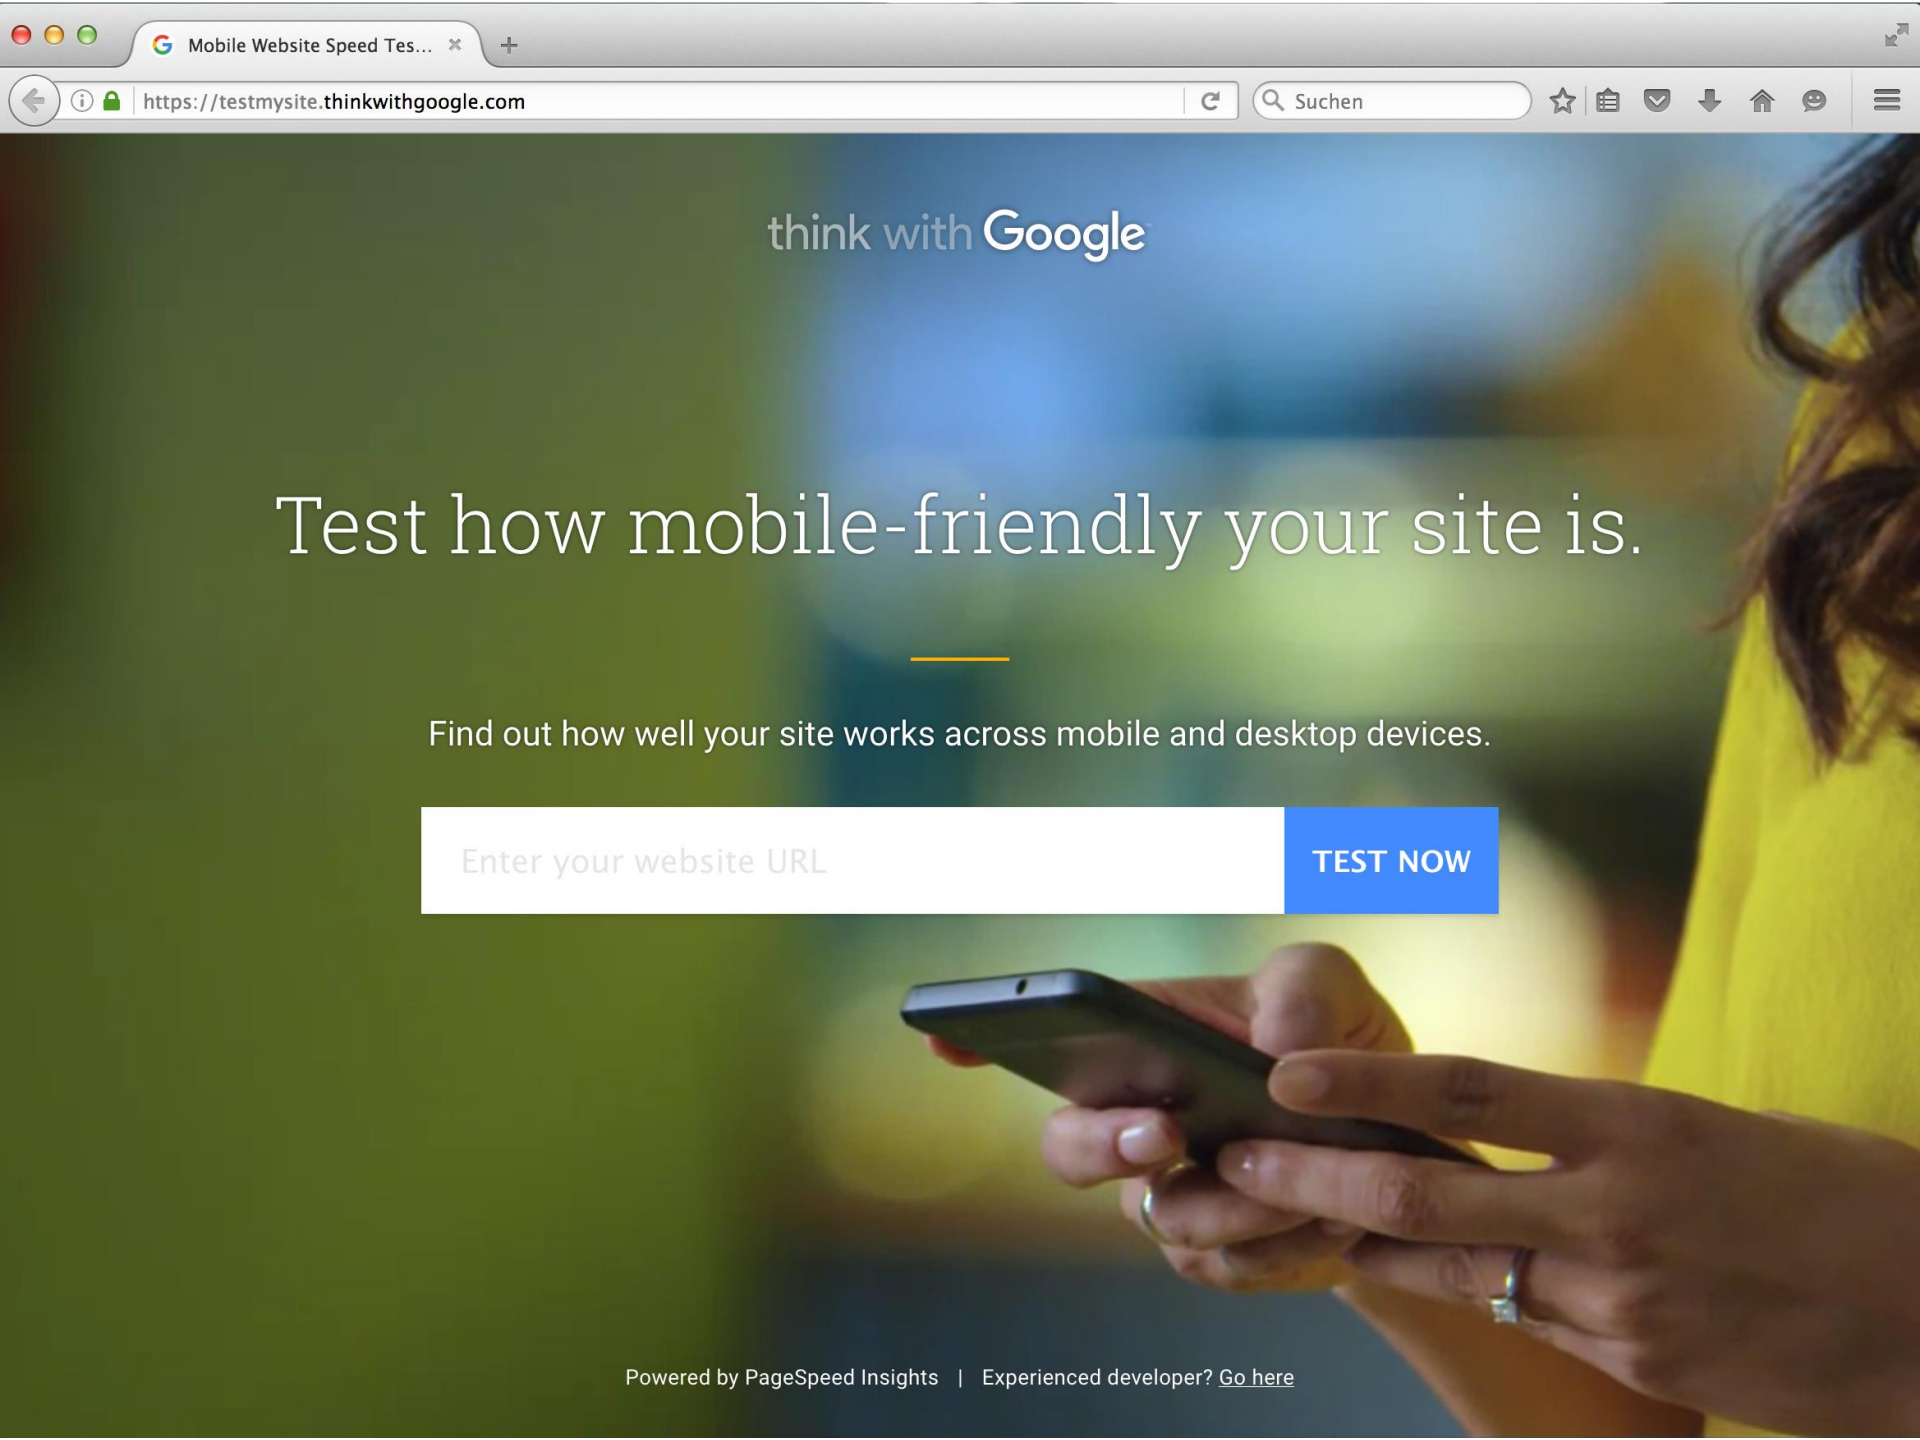 Mobile Website Speed Tes...
https://testmysite.thinkwithgoogle.com
Suchen
think with Google
Test how mobile-friendly your site is.
Find out how well your site works across mobile and desktop devices.
Enter your website URL
TEST NOW
Powered by PageSpeed Insights | Experienced developer? Go here